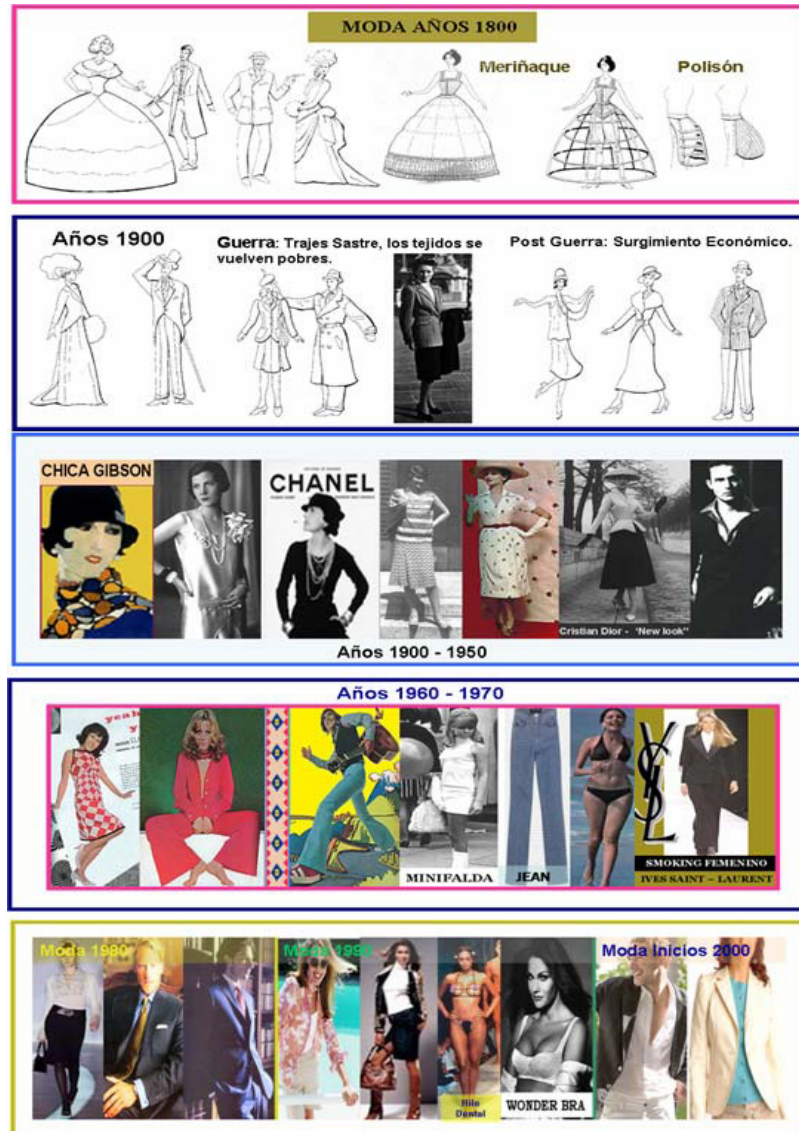 MODA AÑOS 1800
Meriñaque
Polisón
Años 1900
Guerra: Trajes Sastre, los tejidos se
vuelven pobres.
Post Guerra: Surgimiento Económico.
CHICA GIBSON
CHANEL
Cristian Dior - 'New look"
Años 1900 - 1950
Años 1960 - 1970
yeah
y
MINIFALDA
JEAN
YSL
SMOKING FEMENINO
IVES SAINT – LAURENT
Moda 1980
Moda 1990
Moda Inicios 2000
Hilo
Dental
WONDER BRA